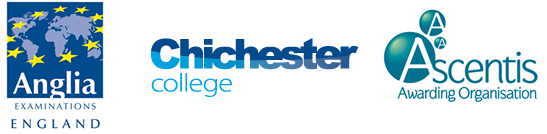 Anglia
EXAMINATIONS
ENGLAND
Chichester
college
A
A
Ascentis
Awarding Organisation